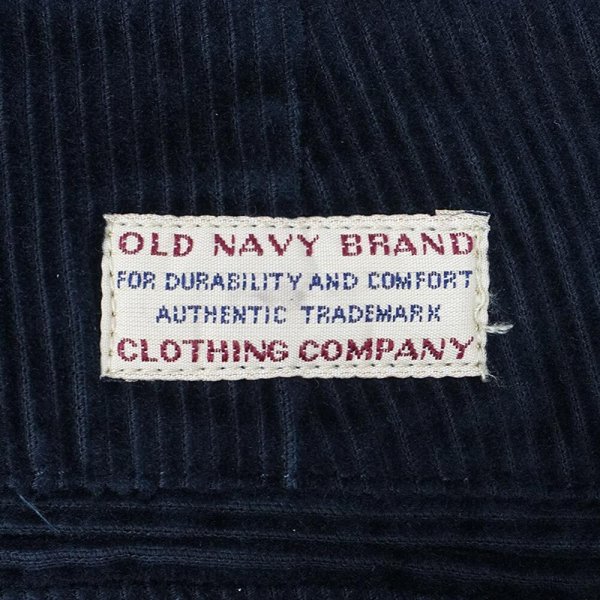 OLD NAVY BRAND
FOR DURABILITY AND COMFORT
AUTHENTIC TRADEMARK
CLOTHING COMPANY